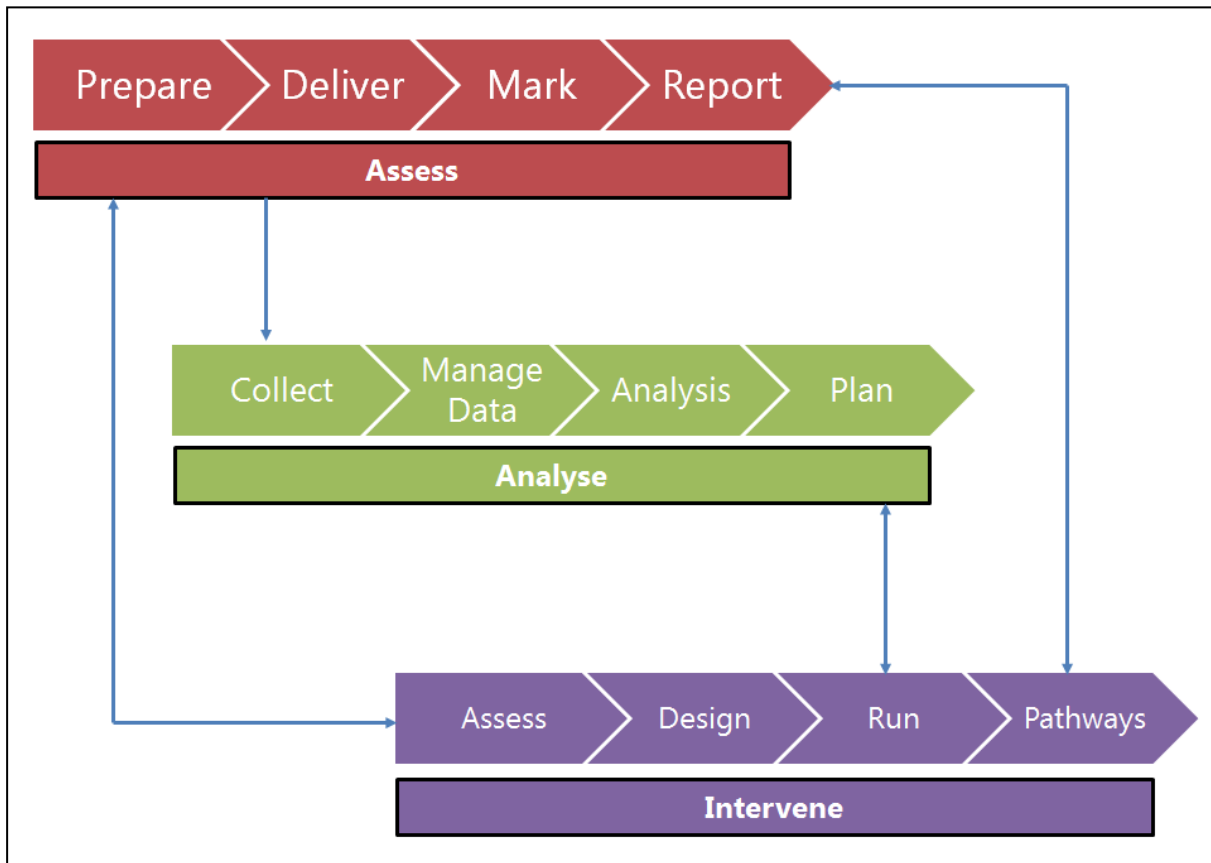 Prepare
Deliver
Mark
Report
Assess
Collect
Manage
Data
Analysis
Plan
Analyse
Assess
Design
Run
Pathways
Intervene